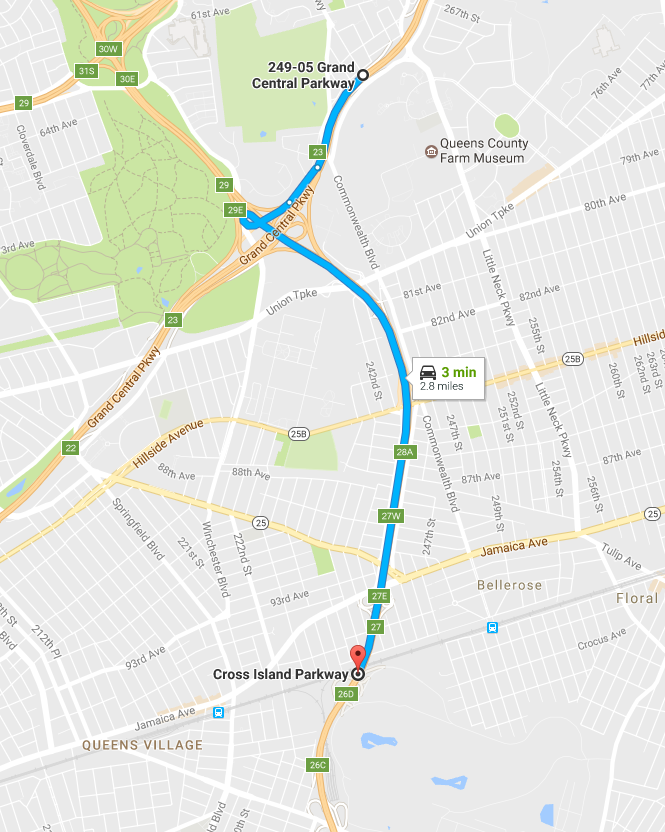 61st Ave
267th St
30W
31S
30E
249-05 Grand
Central Parkway
76th Ave
77th Ave
29
64th Ave
Cloverdale Blvd
Queens County
Farm Museum
23
79th Ave
29
29E
Commonwealth Blvd
80th Ave
Union Tpke
3rd Ave
Grand Central Pkwy
Little Neck Pkwy
81st Ave
82nd Ave
Union Tpke
82nd Ave
23
255th St
Hillside
25B
3 min
2.8 miles
Grand Central Pkwy
242nd St
260th St
262nd St
263rd St
Little Neck Pkwy
252nd St
251st St
247th St
Commonwealth Blvd
Hillside Avenue
25B
22
28A
88th Ave
88th Ave
87th Ave
87th Ave
254th St
256th St
249th St
Springfield Blvd
221st St
Winchester Blvd
222nd St
25
27W
247th St
25
Jamaica Ave
Tulip Ave
Bellerose
Floral
93rd Ave
27E
27
212th Pl
93rd Ave
Crocus Ave
Cross Island Parkway
26D
Jamaica Ave
QUEENS VILLAGE
26C